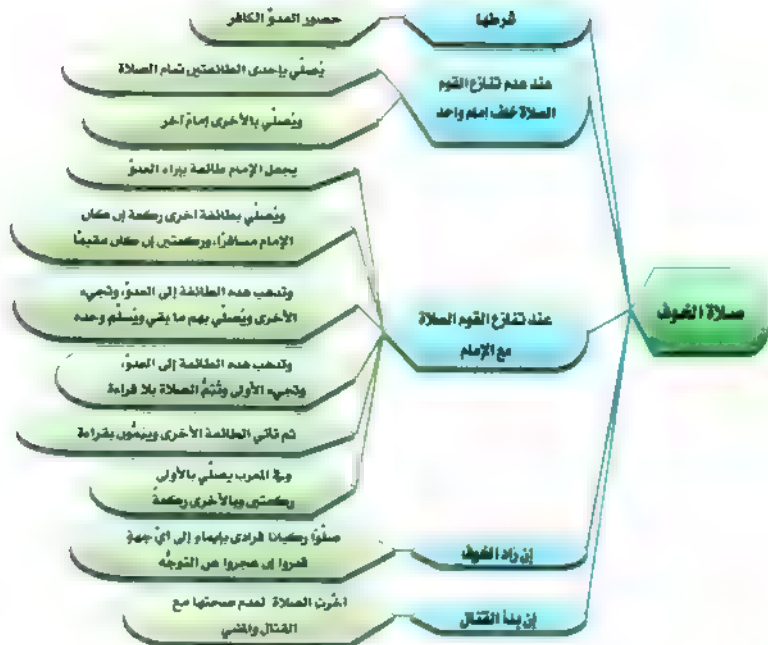 صلاة الخوف
شرطها
حضور العدوّ الكافر
عند عدم تنازع القوم
الصلاة خلف إمام واحد
يُصلّي بإحدى الطائفتين تمام الصلاة
ويُصلّي بالأخرى إمامٌ آخر
عند تنازع القوم الصلاة
مع الإمام
يجعل الإمام طائفة بإزاء العدوّ
ويُصلّي بطائفة أخرى ركعة إن كان
الإمام مسافرًا، وركعتين إن كان مقيمًا
وتذهب هذه الطائفة إلى العدوّ، وتجيء
الأخرى ويُصلّي بهم ما بقي ويُسلّم وحده
وتذهب هذه الطائفة إلى العدوّ،
وتجيء الأولى وتُتِمُّ الصلاة بلا قراءة
ثم تأتي الطائفة الأخرى ويتمُّون بقراءة
وفي المغرب يصلّي بالأولى
ركعتين وبالأخرى ركعةً
إن زاد الخوف
صلّوا ركبانًا فرادى بإيماءٍ إلى أيّ جهةٍ
قدروا إن عجزوا عن التوجُّه
إن بدأ القتال
أخّرت الصلاة لعدم صحتها مع
القتال والمشي